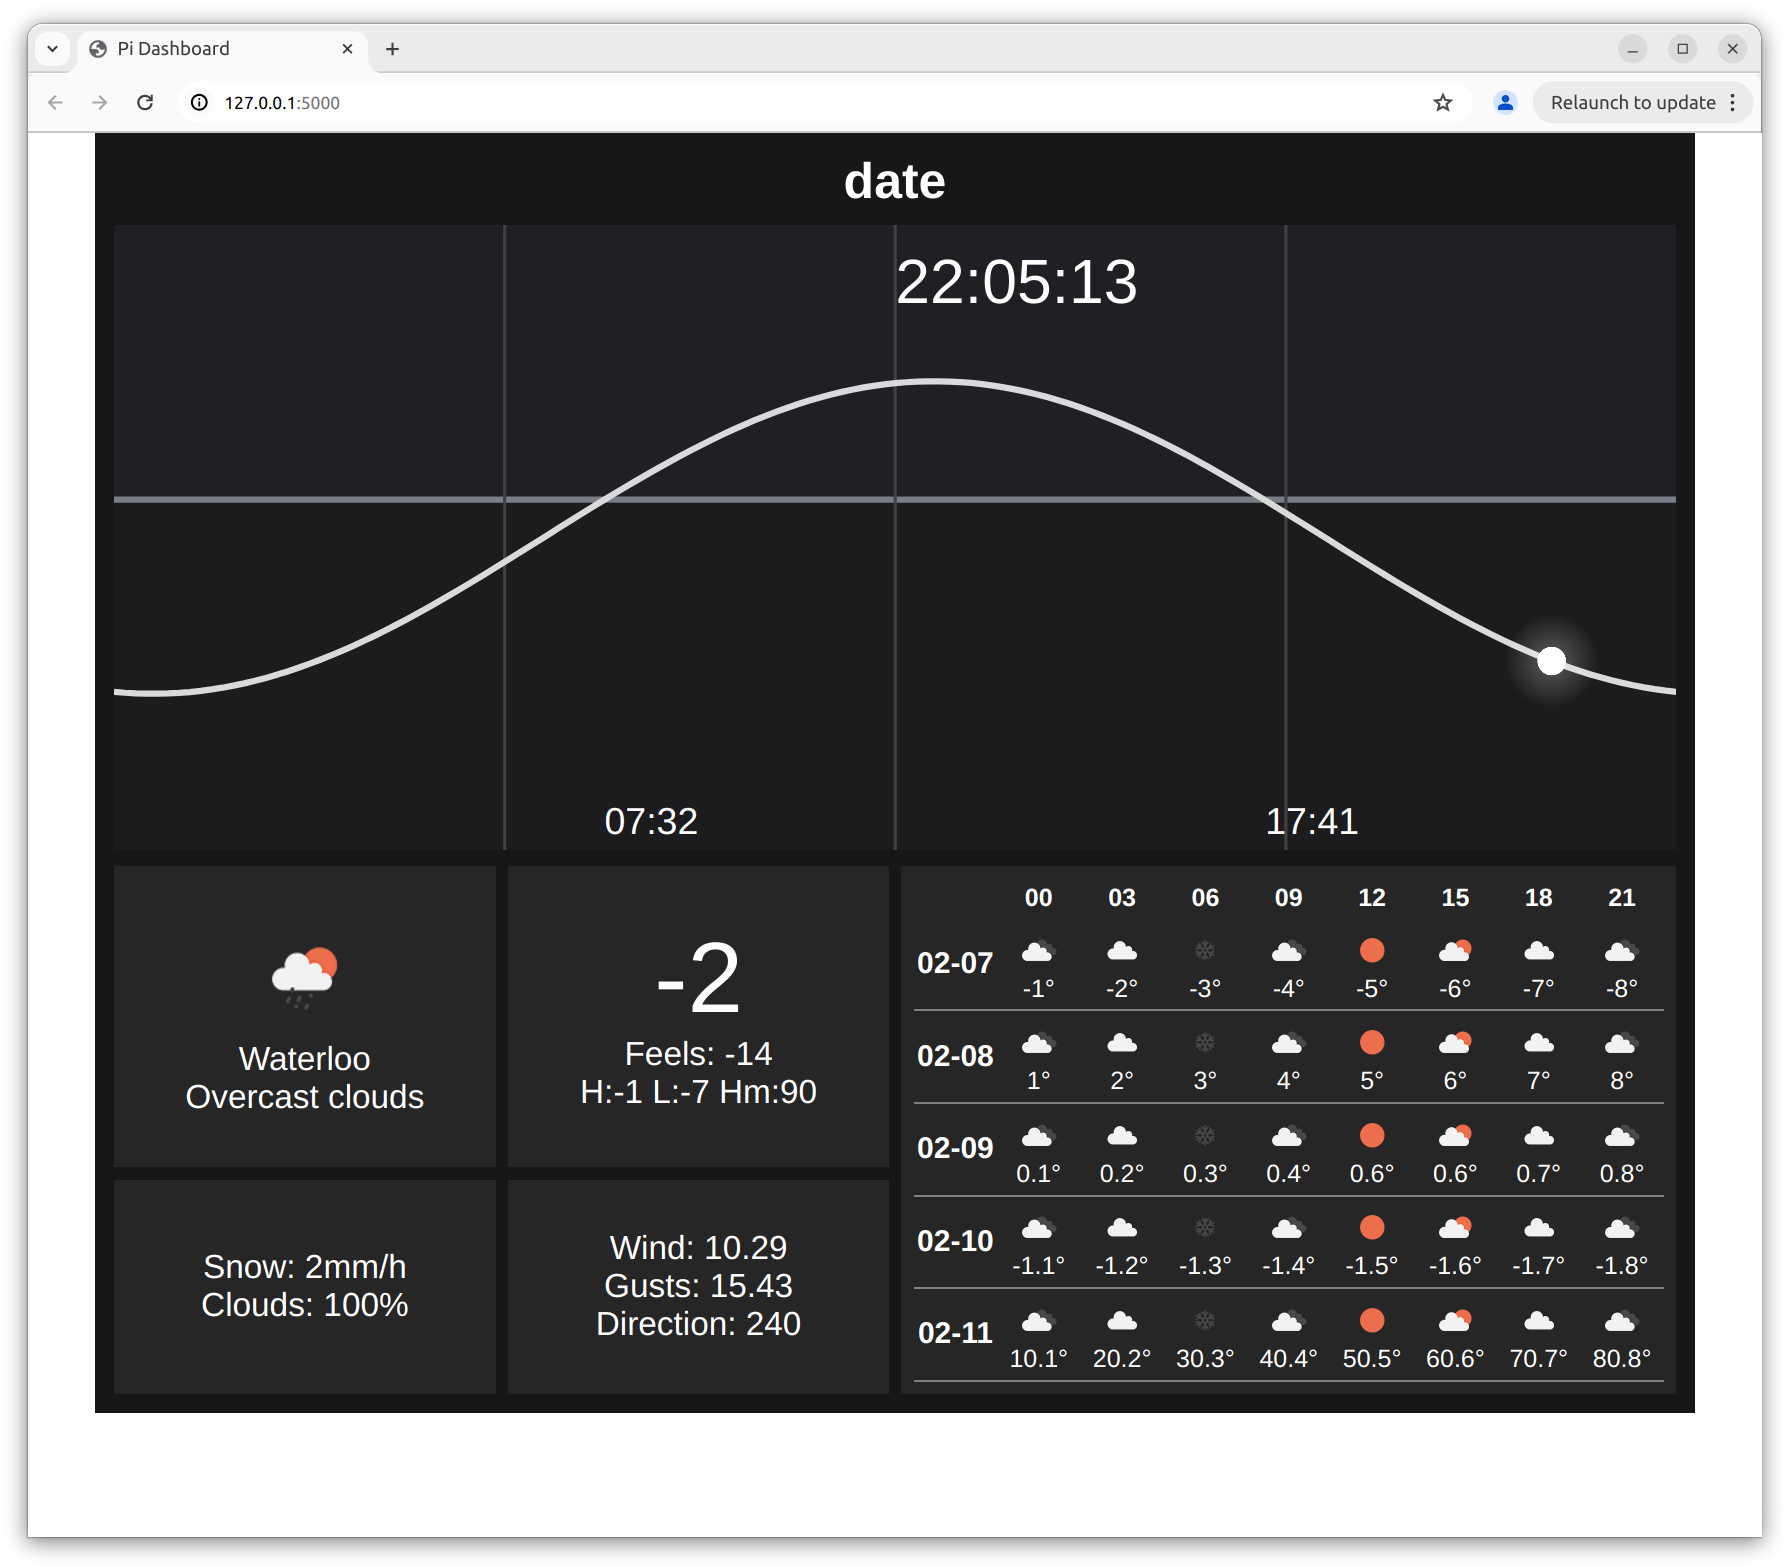 Pi Dashboard
127.0.0.1:5000
Relaunch to update
date
22:05:13
07:32
17:41
Waterloo
Overcast clouds
-2
Feels: -14
H:-1 L:-7 Hm:90
Snow: 2mm/h
Clouds: 100%
Wind: 10.29
Gusts: 15.43
Direction: 240
00 03 06 09 12 15 18 21
02-07
-1° -2° -3° -4° -5° -6° -7° -8°
02-08
1° 2° 3° 4° 5° 6° 7° 8°
02-09
0.1° 0.2° 0.3° 0.4° 0.6° 0.6° 0.7° 0.8°
02-10
-1.1° -1.2° -1.3° -1.4° -1.5° -1.6° -1.7° -1.8°
02-11
10.1° 20.2° 30.3° 40.4° 50.5° 60.6° 70.7° 80.8°